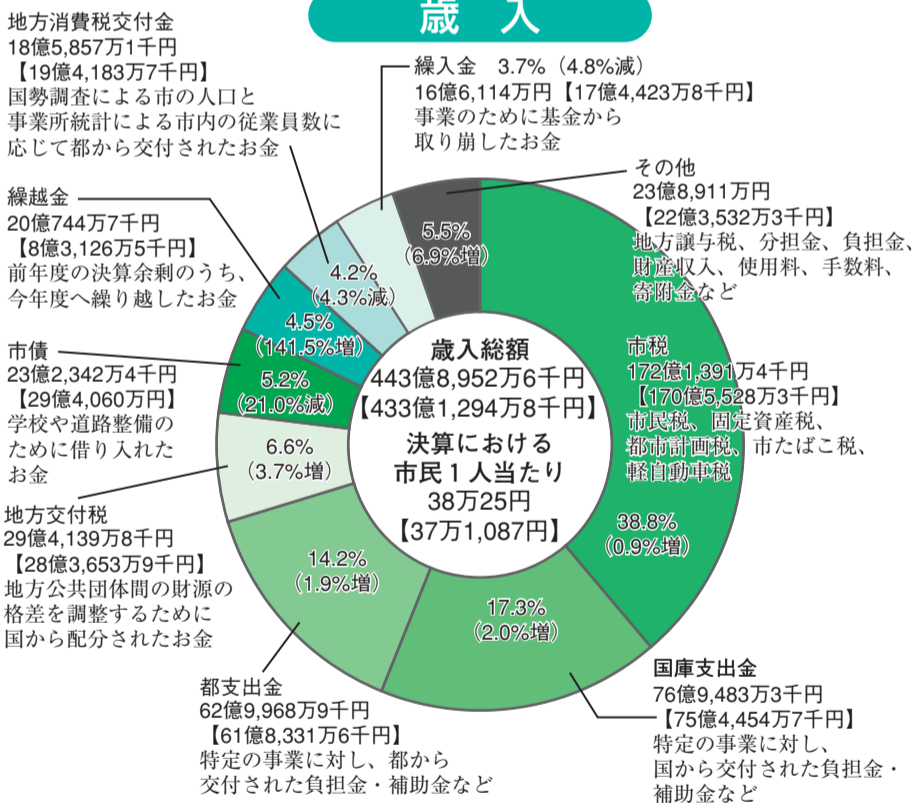 歳入
地方消費税交付金
18億5,857万1千円
【19億4,183万7千円】
国勢調査による市の人口と
事業所統計による市内の従業員数に
応じて都から交付されたお金
繰入金　3.7%（4.8%減）
16億6,114万円【17億4,423万8千円】
事業のために基金から
取り崩したお金
その他
23億8,911万円
【22億3,532万3千円】
地方譲与税、分担金、負担金、
財産収入、使用料、手数料、
寄附金など
5.5%
（6.9%増）
繰越金
20億744万7千円
【8億3,126万5千円】
前年度の決算余剰のうち、
今年度へ繰り越したお金
4.2%
（4.3%減）
4.5%
（141.5%増）
市債
23億2,342万4千円
【29億4,060万円】
学校や道路整備の
ために借り入れた
お金
5.2%
（21.0%減）
歳入総額
443億8,952万6千円
【433億1,294万8千円】
決算における
市民1人当たり
38万25円
【37万1,087円】
市税
172億1,391万4千円
【170億5,528万3千円】
市民税、固定資産税、
都市計画税、市たばこ税、
軽自動車税
38.8%
（0.9%増）
6.6%
（3.7%増）
地方交付税
29億4,139万8千円
【28億3,653万9千円】
地方公共団体間の財源の
格差を調整するために
国から配分されたお金
14.2%
（1.9%増）
17.3%
（2.0%増）
都支出金
62億9,968万9千円
【61億8,331万6千円】
特定の事業に対し、都から
交付された負担金・補助金など
国庫支出金
76億9,483万3千円
【75億4,454万7千円】
特定の事業に対し、
国から交付された負担金・
補助金など